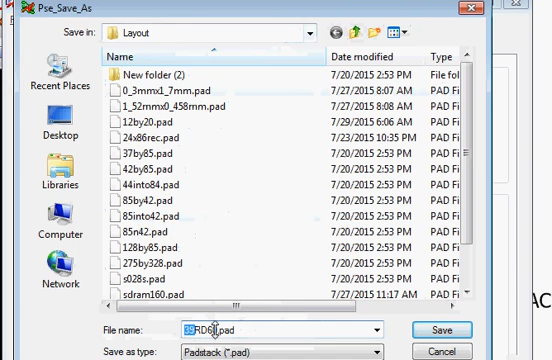 Pse_Save_As
Save in: Layout
Name Date modified Type
New folder (2) 7/20/2015 2:53 PM File fol
0_3mmx1_7mm.pad 7/27/2015 8:07 AM PAD Fi
1_52mmx0_458mm.pad 7/27/2015 8:08 AM PAD Fi
12by20.pad 7/29/2015 6:06 AM PAD Fi
24x86rec.pad 7/23/2015 10:35 PM PAD Fi
37by85.pad 7/20/2015 2:53 PM PAD Fi
42by85.pad 7/20/2015 2:53 PM PAD Fi
44into84.pad 7/20/2015 2:53 PM PAD Fi
85by42.pad 7/20/2015 2:53 PM PAD Fi
85into42.pad 7/20/2015 2:53 PM PAD Fi
85n42.pad 7/20/2015 2:53 PM PAD Fi
128by85.pad 7/20/2015 2:53 PM PAD Fi
275by328.pad 7/20/2015 2:53 PM PAD Fi
s028s.pad 7/20/2015 2:53 PM PAD Fi
sdram160.pad 7/27/2015 11:17 AM PAD Fi
Recent Places
Desktop
Libraries
Computer
Network
File name: .pad Save
Save as type: Padstack (*.pad) Cancel
AC